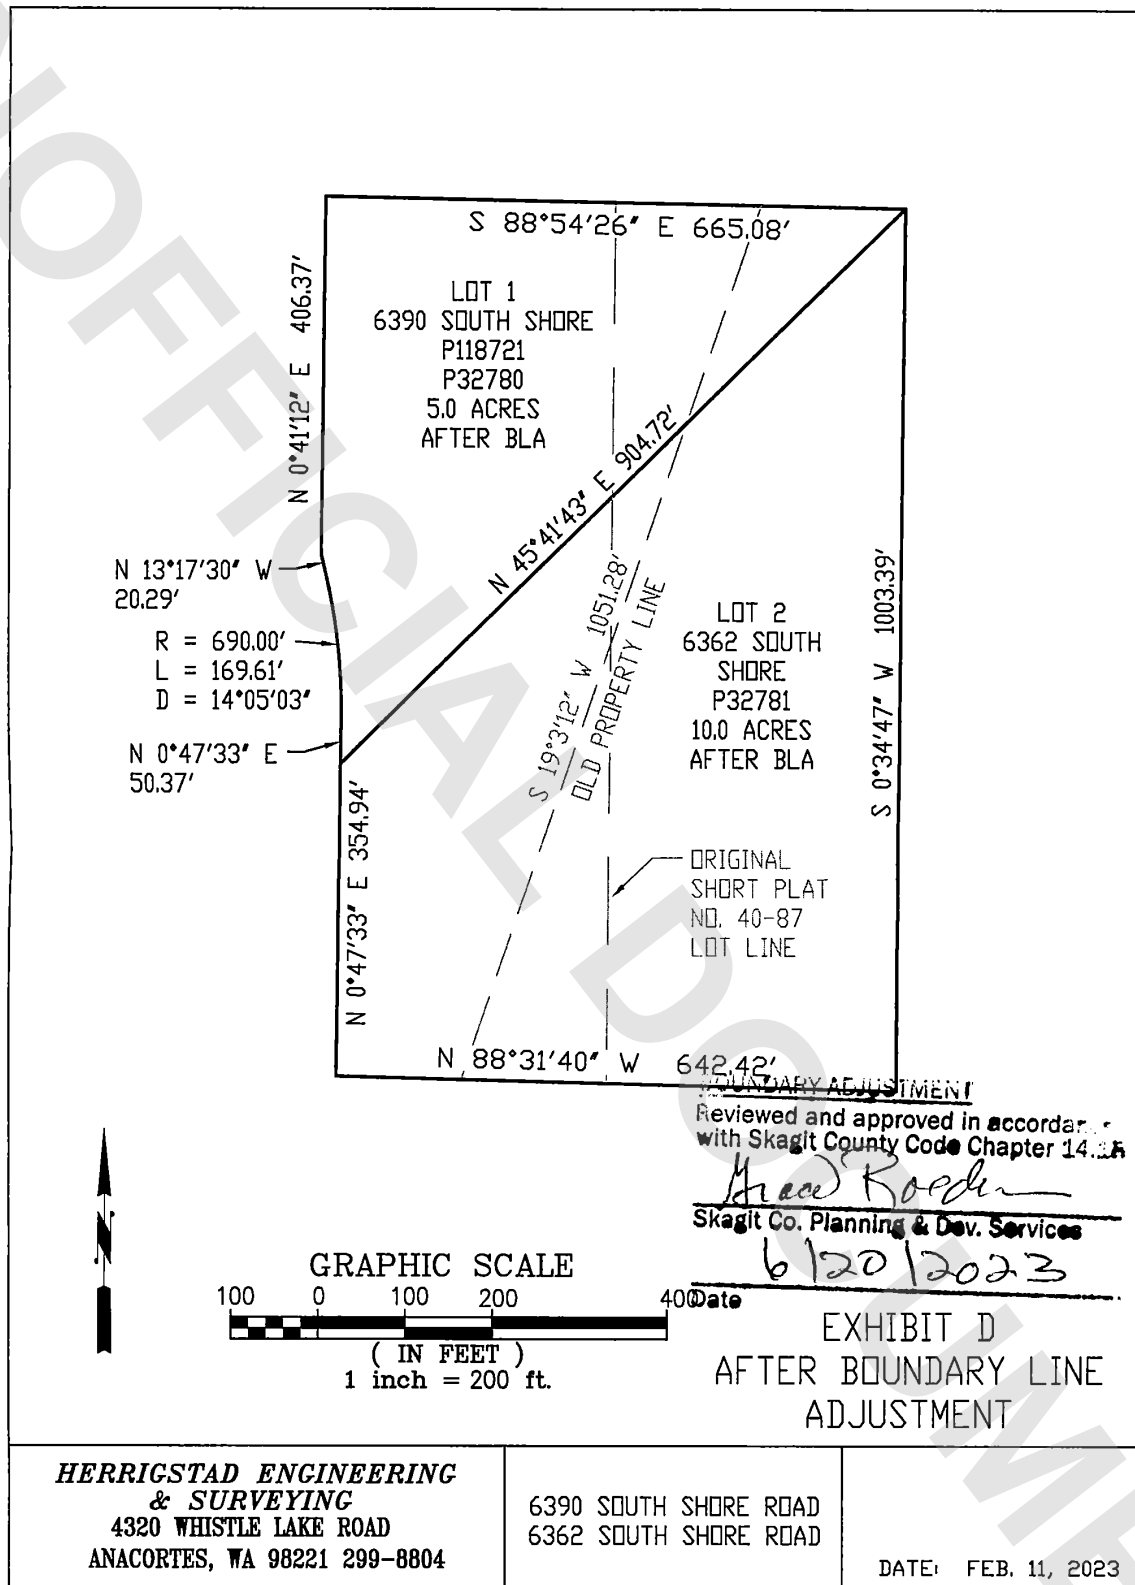 S 88°54'26" E 665.08'
N 0°41'12" E 406.37'
LOT 1
6390 SOUTH SHORE
P118721
P32780
5.0 ACRES
AFTER BLA
N 45°41'43" E 904.72'
N 13°17'30" W
20.29'
R = 690.00'
L = 169.61'
D = 14°05'03"
N 0°47'33" E
50.37'
S 19°3'12" W 1051.28'
OLD PROPERTY LINE
LOT 2
6362 SOUTH
SHORE
P32781
10.0 ACRES
AFTER BLA
S 0°34'47" W 1003.39'
N 0°47'33" E 354.94'
ORIGINAL
SHORT PLAT
NO. 40-87
LOT LINE
N 88°31'40" W 642.42'
BOUNDARY ADJUSTMENT
Reviewed and approved in accordan
with Skagit County Code Chapter 14.
Skagit Co. Planning & Dev. Services
6/20/2023
Date
N
GRAPHIC SCALE
100 0 100 200 400
( IN FEET )
1 inch = 200 ft.
EXHIBIT D
AFTER BOUNDARY LINE
ADJUSTMENT
HERRIGSTAD ENGINEERING
& SURVEYING
4320 WHISTLE LAKE ROAD
ANACORTES, WA 98221 299-8804
6390 SOUTH SHORE ROAD
6362 SOUTH SHORE ROAD
DATE: FEB. 11, 2023
NOFFICIAL DOCUME